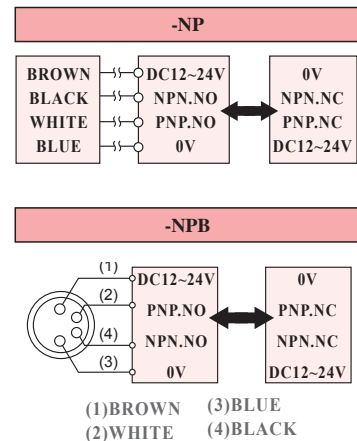 -NP
BROWN DC12~24V 0V
BLACK NPN.NO NPN.NC
WHITE PNP.NO PNP.NC
BLUE 0V DC12~24V
-NPB
(1) DC12~24V 0V
(2) PNP.NO PNP.NC
(4) NPN.NO NPN.NC
(3) 0V DC12~24V
(1)BROWN (3)BLUE
(2)WHITE (4)BLACK